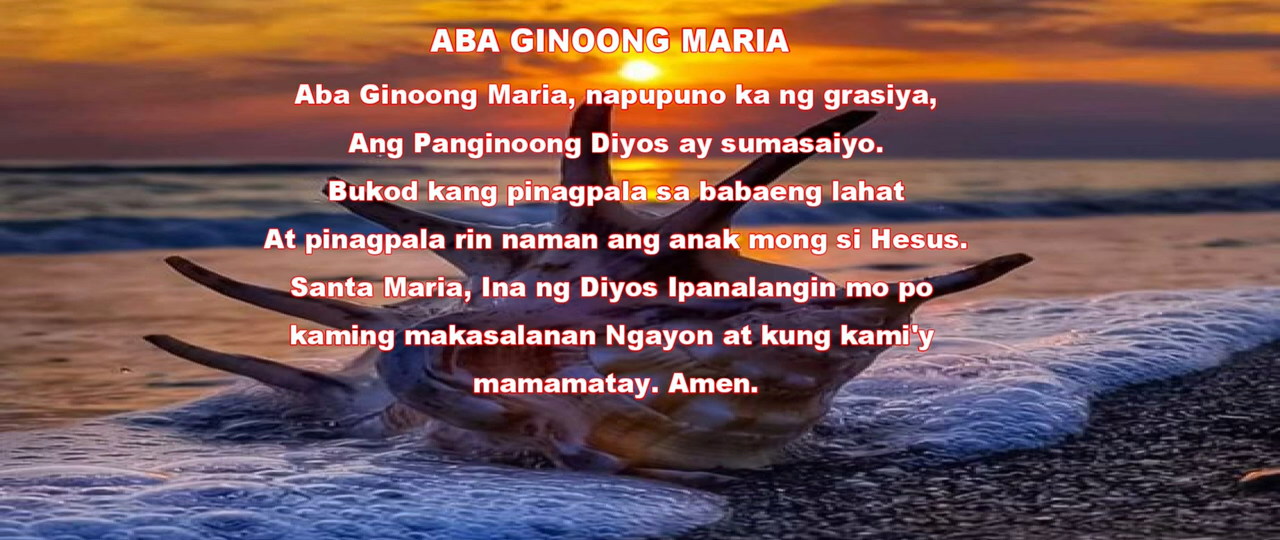 ABA GINOONG MARIA
Aba Ginoong Maria, napupuno ka ng grasiya,
Ang Panginoong Diyos ay sumasaiyo.
Bukod kang pinagpala sa babaeng lahat
At pinagpala rin naman ang anak mong si Hesus.
Santa Maria, Ina ng Diyos Ipanalangin mo po
kaming makasalanan Ngayon at kung kami'y
mamamatay. Amen.